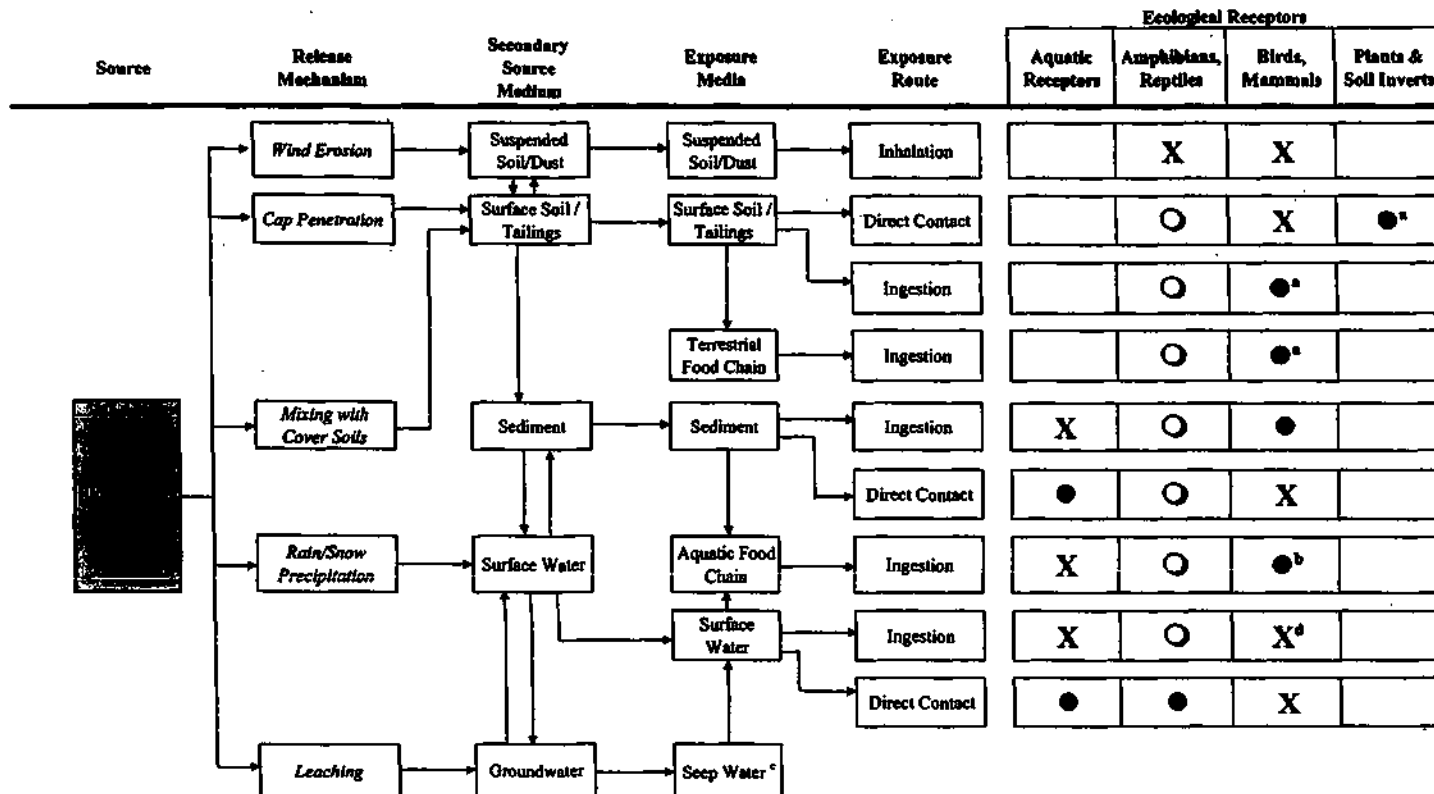 Ecological Receptors
Source
Release
Mechanism
Secondary
Source
Medium
Exposure
Media
Exposure
Route
Aquatic
Receptors
Amphibians,
Reptiles
Birds,
Mammals
Plants &
Soil Inverts
Wind Erosion
Suspended
Soil/Dust
Suspended
Soil/Dust
Inhalation
X
X
Cap Penetration
Surface Soil /
Tailings
Surface Soil /
Tailings
Direct Contact
X
a
Ingestion
a
Terrestrial
Food Chain
Ingestion
a
Mixing with
Cover Soils
Sediment
Sediment
Ingestion
X
Direct Contact
X
Rain/Snow
Precipitation
Surface Water
Aquatic Food
Chain
Ingestion
X
b
Surface
Water
Ingestion
X
X d
Direct Contact
X
Leaching
Groundwater
Seep Water c